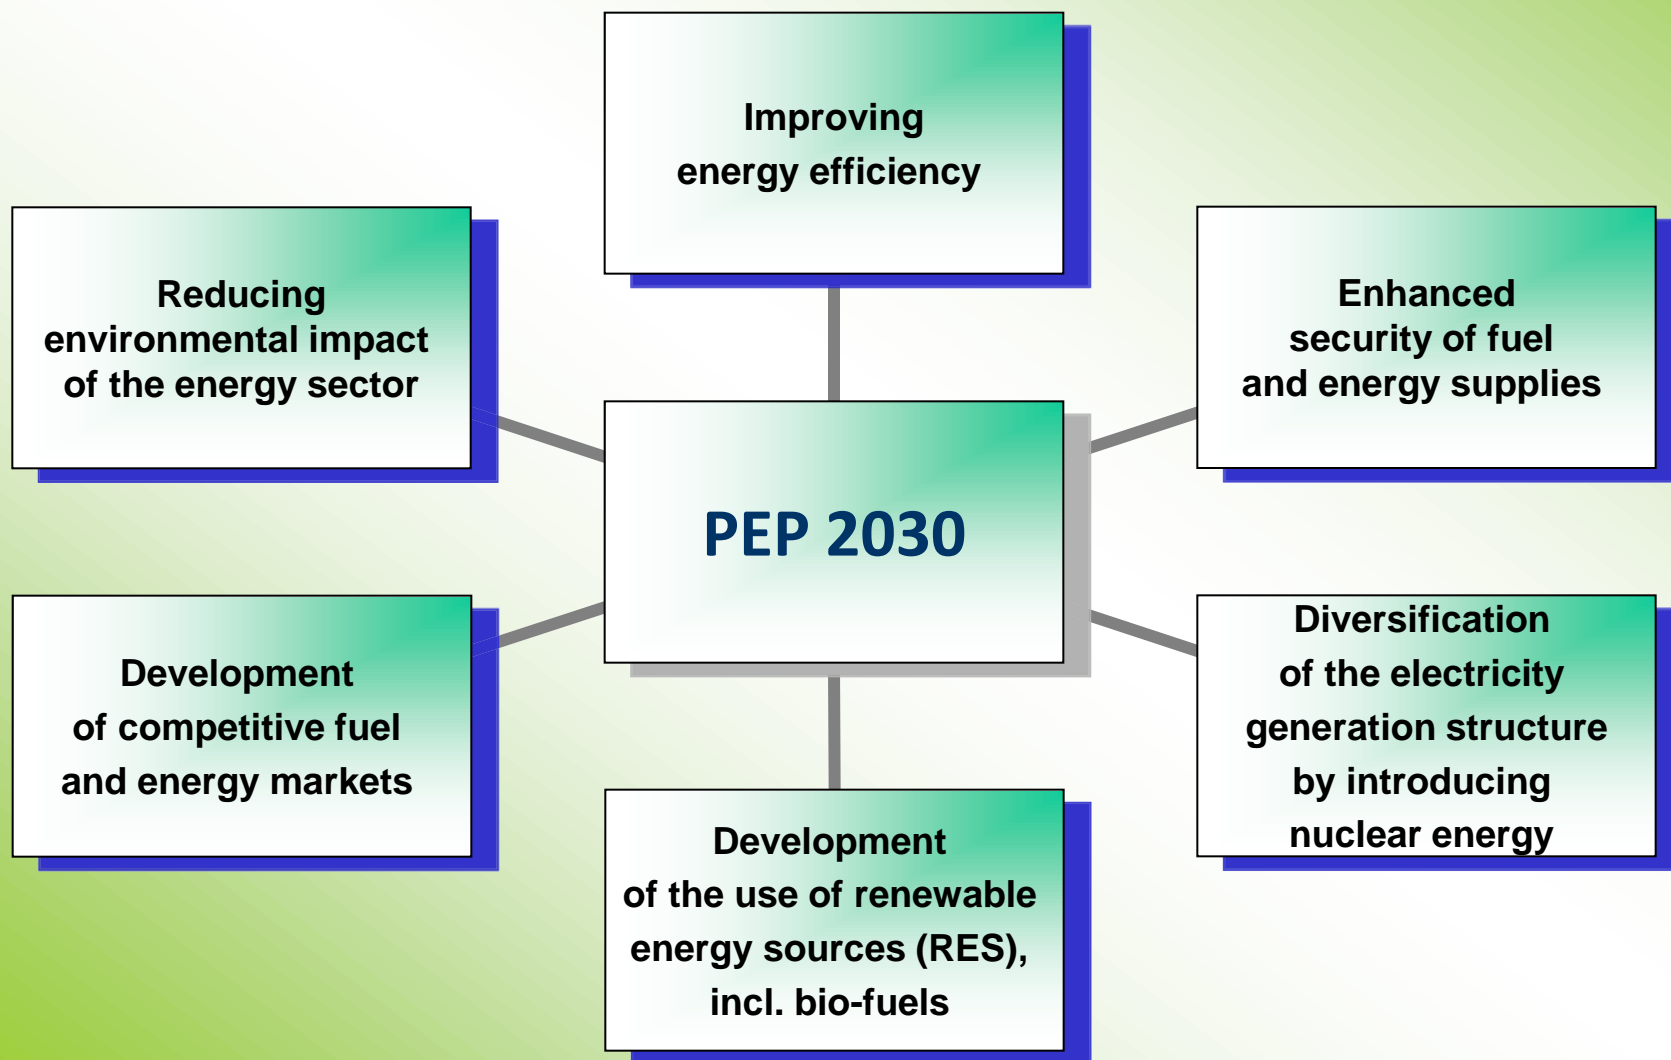 Improving
energy efficiency
Reducing
environmental impact
of the energy sector
Enhanced
security of fuel
and energy supplies
PEP 2030
Development
of competitive fuel
and energy markets
Diversification
of the electricity
generation structure
by introducing
nuclear energy
Development
of the use of renewable
energy sources (RES),
incl. bio-fuels